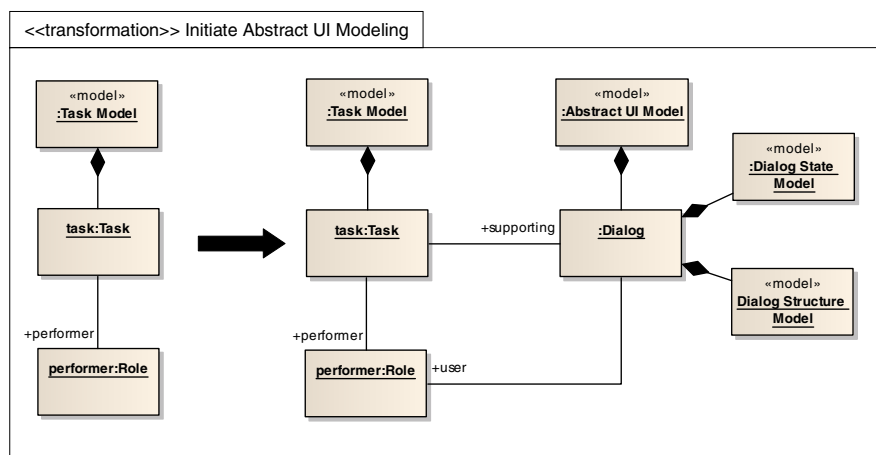 <<transformation>> Initiate Abstract UI Modeling
«model»
:Task Model
task:Task
+performer
performer:Role
«model»
:Task Model
task:Task
+performer
performer:Role
+user
+supporting
«model»
:Abstract UI Model
:Dialog
«model»
:Dialog State
Model
«model»
Dialog Structure
Model